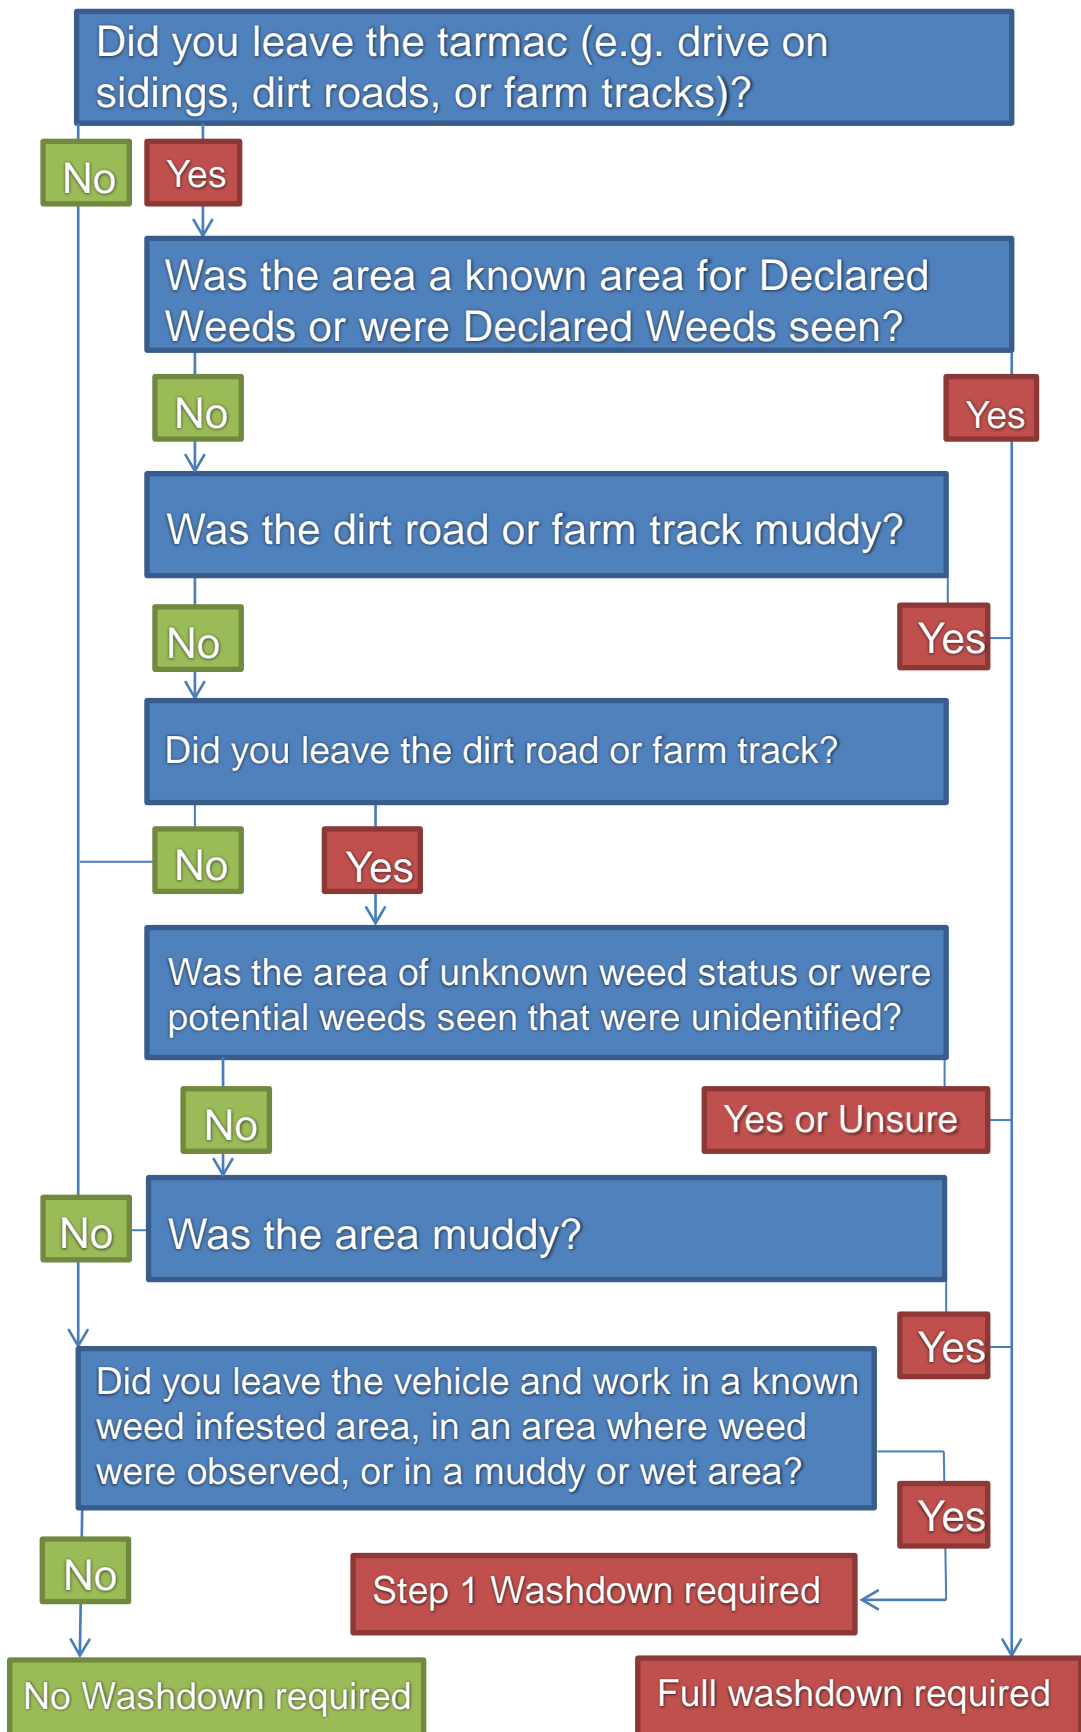 Did you leave the tarmac (e.g. drive on
sidings, dirt roads, or farm tracks)?
No
Yes
Was the area a known area for Declared
Weeds or were Declared Weeds seen?
No
Yes
Was the dirt road or farm track muddy?
No
Yes
Did you leave the dirt road or farm track?
No
Yes
Was the area of unknown weed status or were
potential weeds seen that were unidentified?
No
Yes or Unsure
No
Was the area muddy?
Yes
Did you leave the vehicle and work in a known
weed infested area, in an area where weed
were observed, or in a muddy or wet area?
Yes
No
Step 1 Washdown required
No Washdown required
Full washdown required